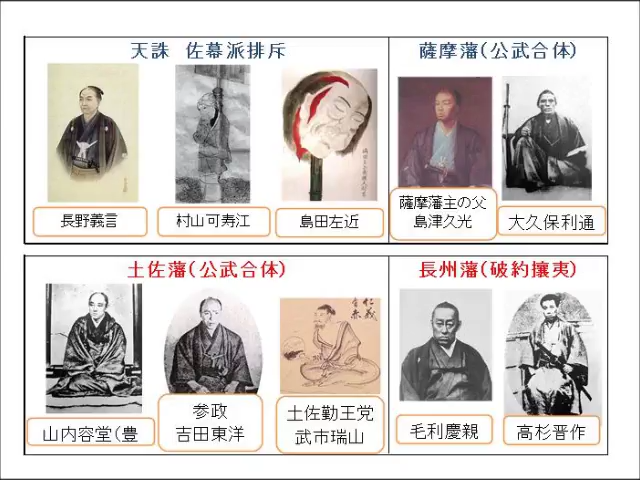 天誅 佐幕派排斥
長野義言
村山可寿江
島田左近
薩摩藩(公武合体)
薩摩藩主の父
島津久光
大久保利通
土佐藩(公武合体)
山内容堂(豊
参政
吉田東洋
仁義
土佐勤王党
武市瑞山
長州藩(破約攘夷)
毛利慶親
高杉晋作